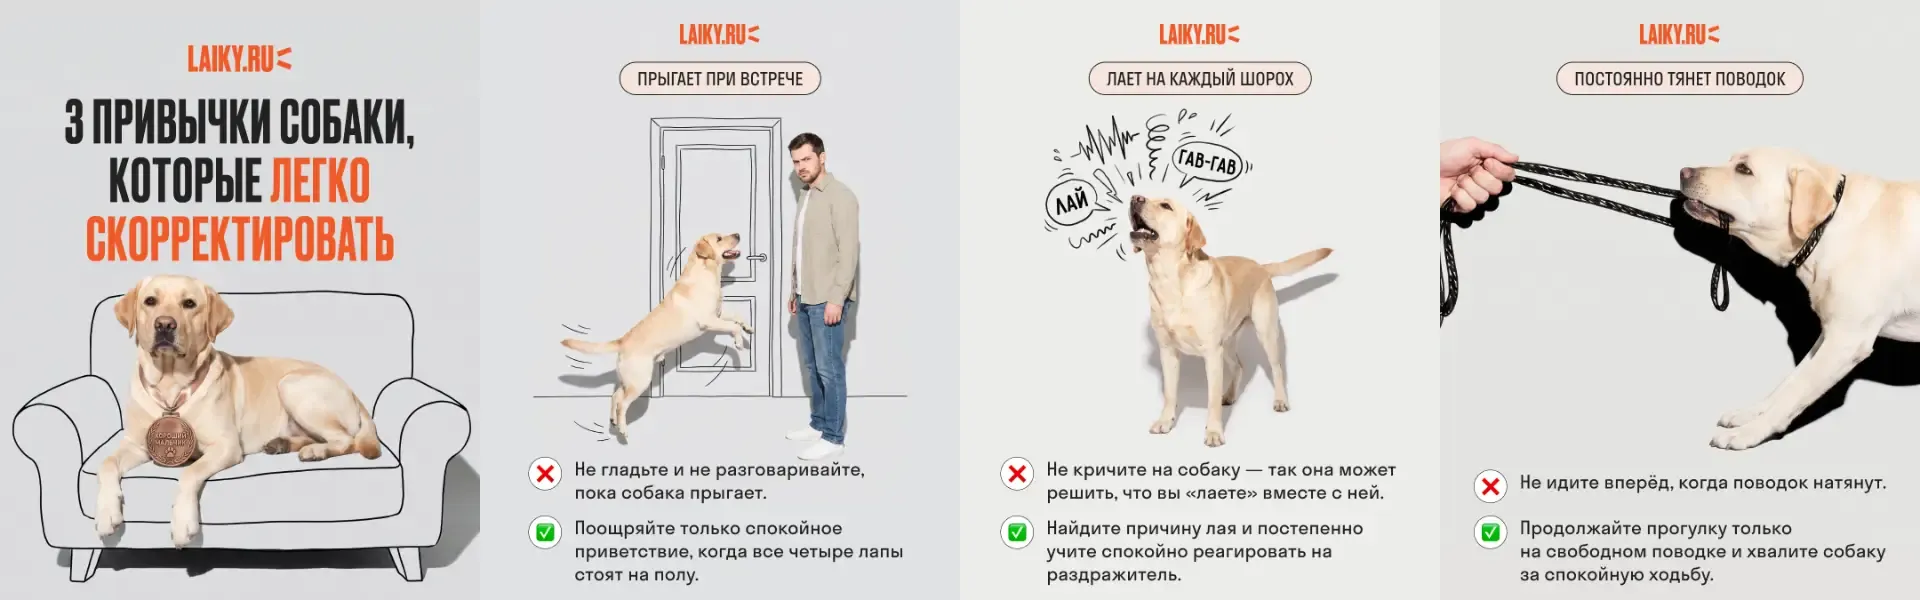 LAIKY.RU
3 ПРИВЫЧКИ СОБАКИ,
КОТОРЫЕ ЛЕГКО
СКОРРЕКТИРОВАТЬ
ХОРОШИЙ
МАЛЬЧИК
LAIKY.RU
ПРЫГАЕТ ПРИ ВСТРЕЧЕ
Не гладьте и не разговаривайте,
пока собака прыгает.
Поощряйте только спокойное
приветствие, когда все четыре лапы
стоят на полу.
LAIKY.RU
ЛАЕТ НА КАЖДЫЙ ШОРОХ
ГАВ-ГАВ
ЛАЙ
Не кричите на собаку — так она может
решить, что вы «лаете» вместе с ней.
Найдите причину лая и постепенно
учите спокойно реагировать на
раздражитель.
LAIKY.RU
ПОСТОЯННО ТЯНЕТ ПОВОДОК
Не идите вперёд, когда поводок натянут.
Продолжайте прогулку только
на свободном поводке и хвалите собаку
за спокойную ходьбу.